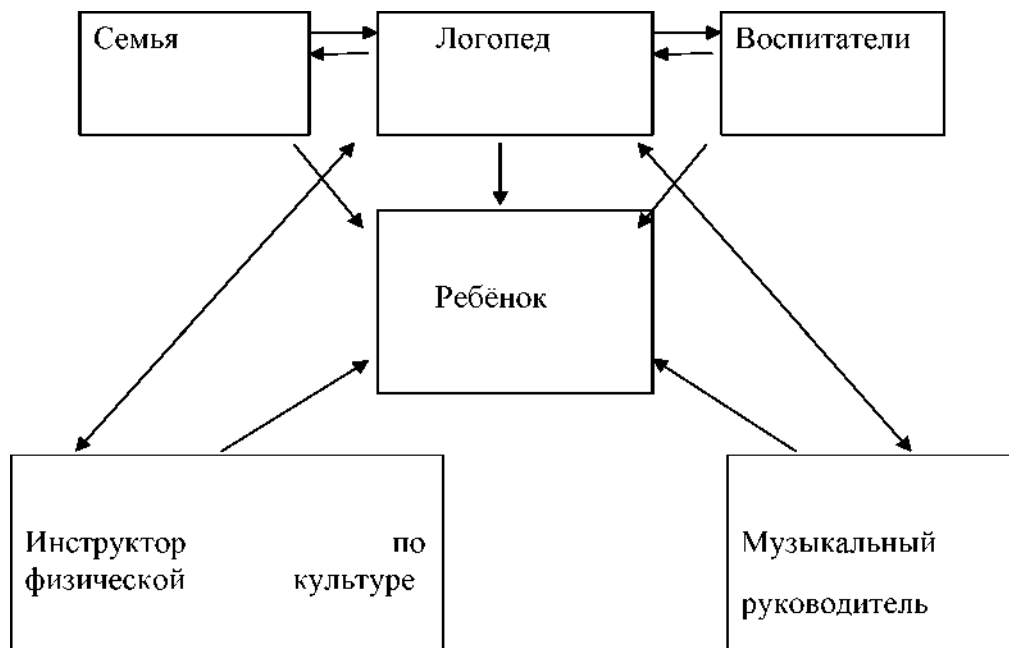 Семья
Логопед
Воспитатели
Ребёнок
Инструктор по
физической культуре
Музыкальный
руководитель